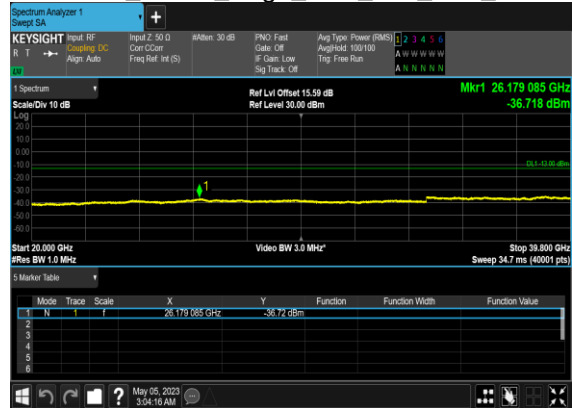 Spectrum Analyzer 1
Swept SA
+
KEYSIGHT Input: RF Input Z: 50 Ω #Atten: 30 dB PNO: Fast Avg Type: Power (RMS) 1 2 3 4 5 6
R T Coupling: DC Corr CCorr Gate: Off Avg|Hold: 100/100 A W W W W W
Align: Auto Freq Ref: Int (S) IF Gain: Low Trig: Free Run
Sig Track: Off A N N N N N
1 Spectrum Ref Lvl Offset 15.59 dB Mkr1 26.179 085 GHz
Scale/Div 10 dB Ref Level 30.00 dBm -36.718 dBm
Log
20.0
10.0
0.00
-10.0 DL1 -13.00 dBm
-20.0
-30.0 1
-40.0
-50.0
-60.0
Start 20.000 GHz Video BW 3.0 MHz* Stop 39.800 GHz
#Res BW 1.0 MHz Sweep 34.7 ms (40001 pts)
5 Marker Table
Mode Trace Scale X Y Function Function Width Function Value
1 N 1 f 26.179 085 GHz -36.72 dBm
2
3
4
5
6
? May 05, 2023
3:04:16 AM